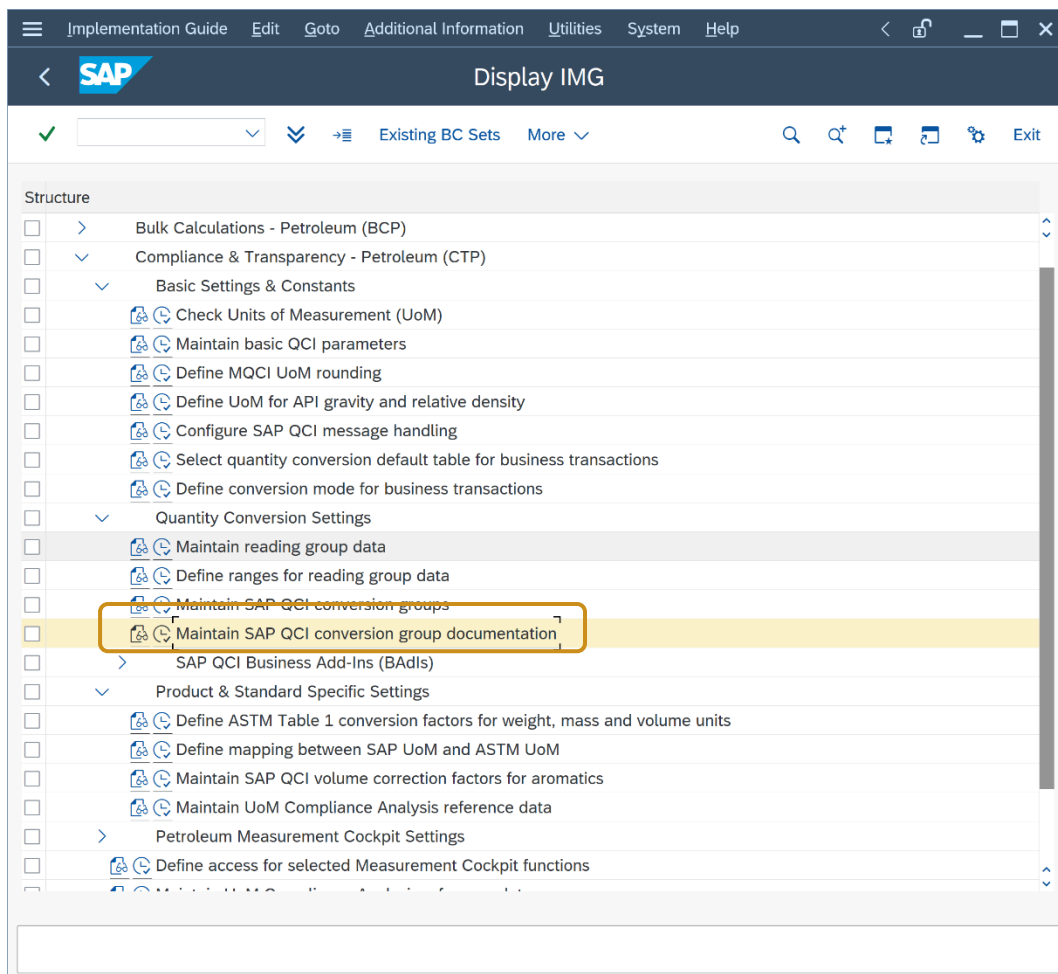 Implementation Guide Edit Goto Additional Information Utilities System Help
SAP Display IMG
Existing BC Sets More Exit
Structure
Bulk Calculations - Petroleum (BCP)
Compliance & Transparency - Petroleum (CTP)
Basic Settings & Constants
Check Units of Measurement (UoM)
Maintain basic QCI parameters
Define MQCI UoM rounding
Define UoM for API gravity and relative density
Configure SAP QCI message handling
Select quantity conversion default table for business transactions
Define conversion mode for business transactions
Quantity Conversion Settings
Maintain reading group data
Define ranges for reading group data
Maintain SAP QCI conversion groups
Maintain SAP QCI conversion group documentation
SAP QCI Business Add-Ins (BAdIs)
Product & Standard Specific Settings
Define ASTM Table 1 conversion factors for weight, mass and volume units
Define mapping between SAP UoM and ASTM UoM
Maintain SAP QCI volume correction factors for aromatics
Maintain UoM Compliance Analysis reference data
Petroleum Measurement Cockpit Settings
Define access for selected Measurement Cockpit functions